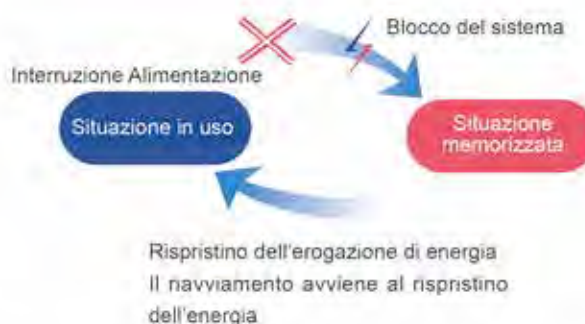 Blocco del sistema
Interruzione Alimentazione
Situazione in uso
Situazione
memorizzata
Rispristino dell'erogazione di energia
Il riavviamento avviene al rispristino
dell'energia